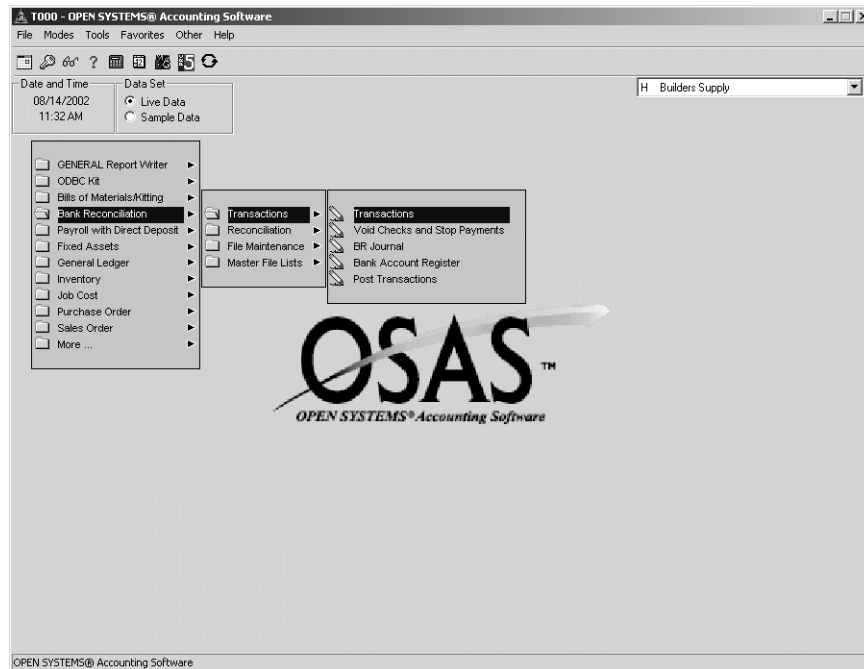 T000 - OPEN SYSTEMS® Accounting Software
File Modes Tools Favorites Other Help
Date and Time
08/14/2002
11:32 AM
Data Set
Live Data
Sample Data
H Builders Supply
GENERAL Report Writer
ODBC Kit
Bills of Materials/Kitting
Bank Reconciliation
Payroll with Direct Deposit
Fixed Assets
General Ledger
Inventory
Job Cost
Purchase Order
Sales Order
More ...
Transactions
Reconciliation
File Maintenance
Master File Lists
Transactions
Void Checks and Stop Payments
BR Journal
Bank Account Register
Post Transactions
OSAS™
OPEN SYSTEMS® Accounting Software
OPEN SYSTEMS® Accounting Software